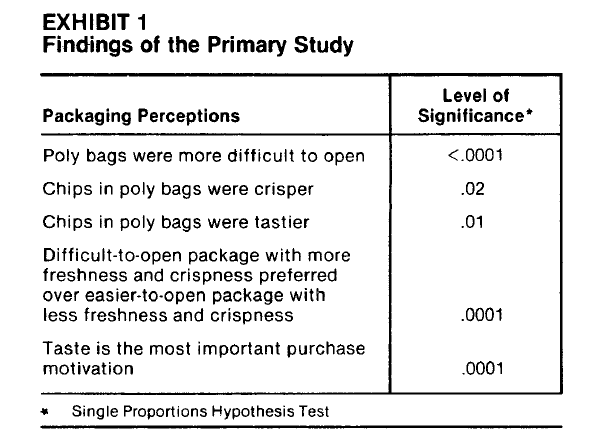 EXHIBIT 1
Findings of the Primary Study
Packaging Perceptions
Level of
Significance*
Poly bags were more difficult to open <.0001
Chips in poly bags were crisper .02
Chips in poly bags were tastier .01
Difficult-to-open package with more
freshness and crispness preferred
over easier-to-open package with
less freshness and crispness .0001
Taste is the most important purchase
motivation .0001
* Single Proportions Hypothesis Test